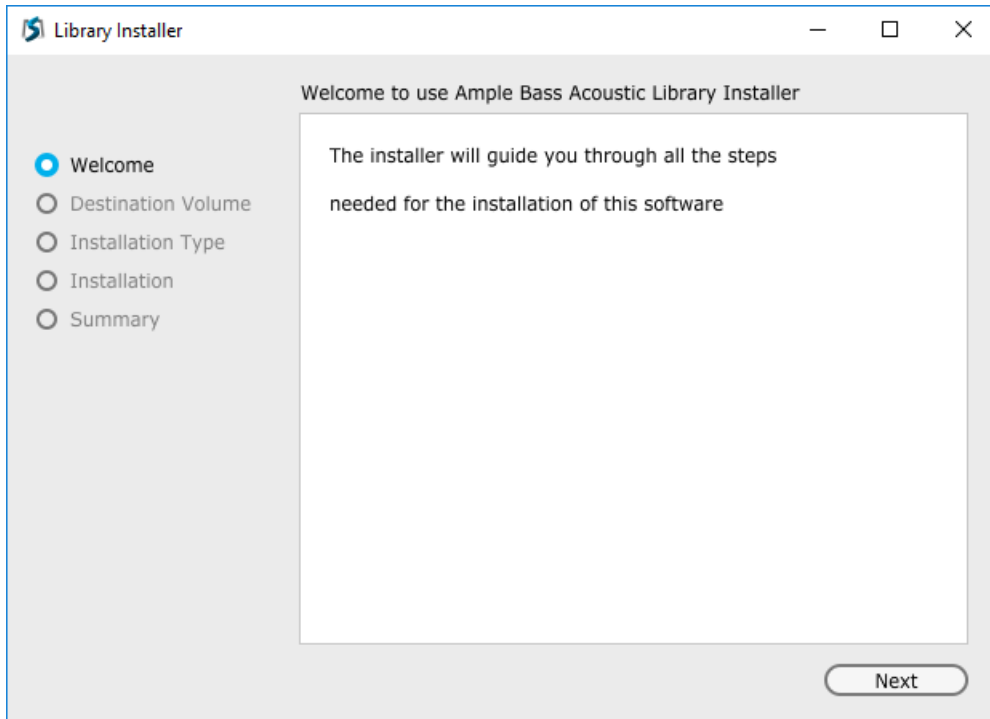 Library Installer
Welcome to use Ample Bass Acoustic Library Installer
Welcome
Destination Volume
Installation Type
Installation
Summary
The installer will guide you through all the steps
needed for the installation of this software
Next